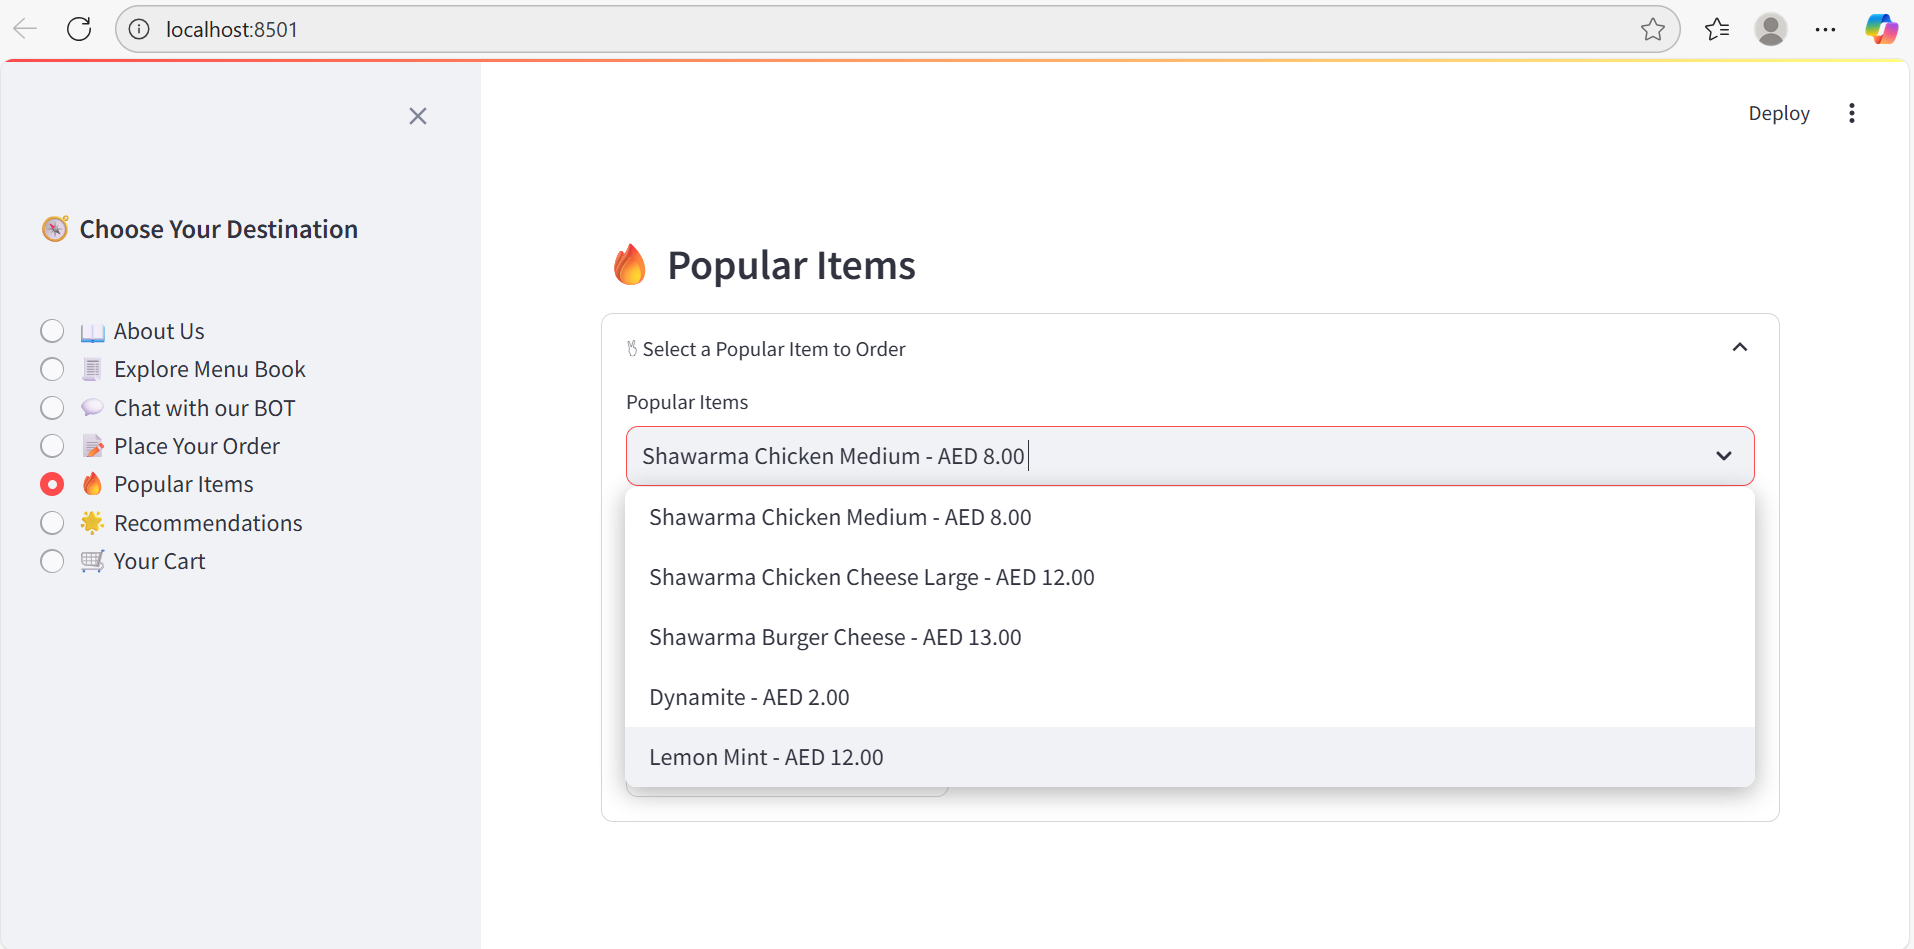 localhost:8501
Deploy
Choose Your Destination
About Us
Explore Menu Book
Chat with our BOT
Place Your Order
Popular Items
Recommendations
Your Cart
Popular Items
Select a Popular Item to Order
Popular Items
Shawarma Chicken Medium - AED 8.00
Shawarma Chicken Medium - AED 8.00
Shawarma Chicken Cheese Large - AED 12.00
Shawarma Burger Cheese - AED 13.00
Dynamite - AED 2.00
Lemon Mint - AED 12.00